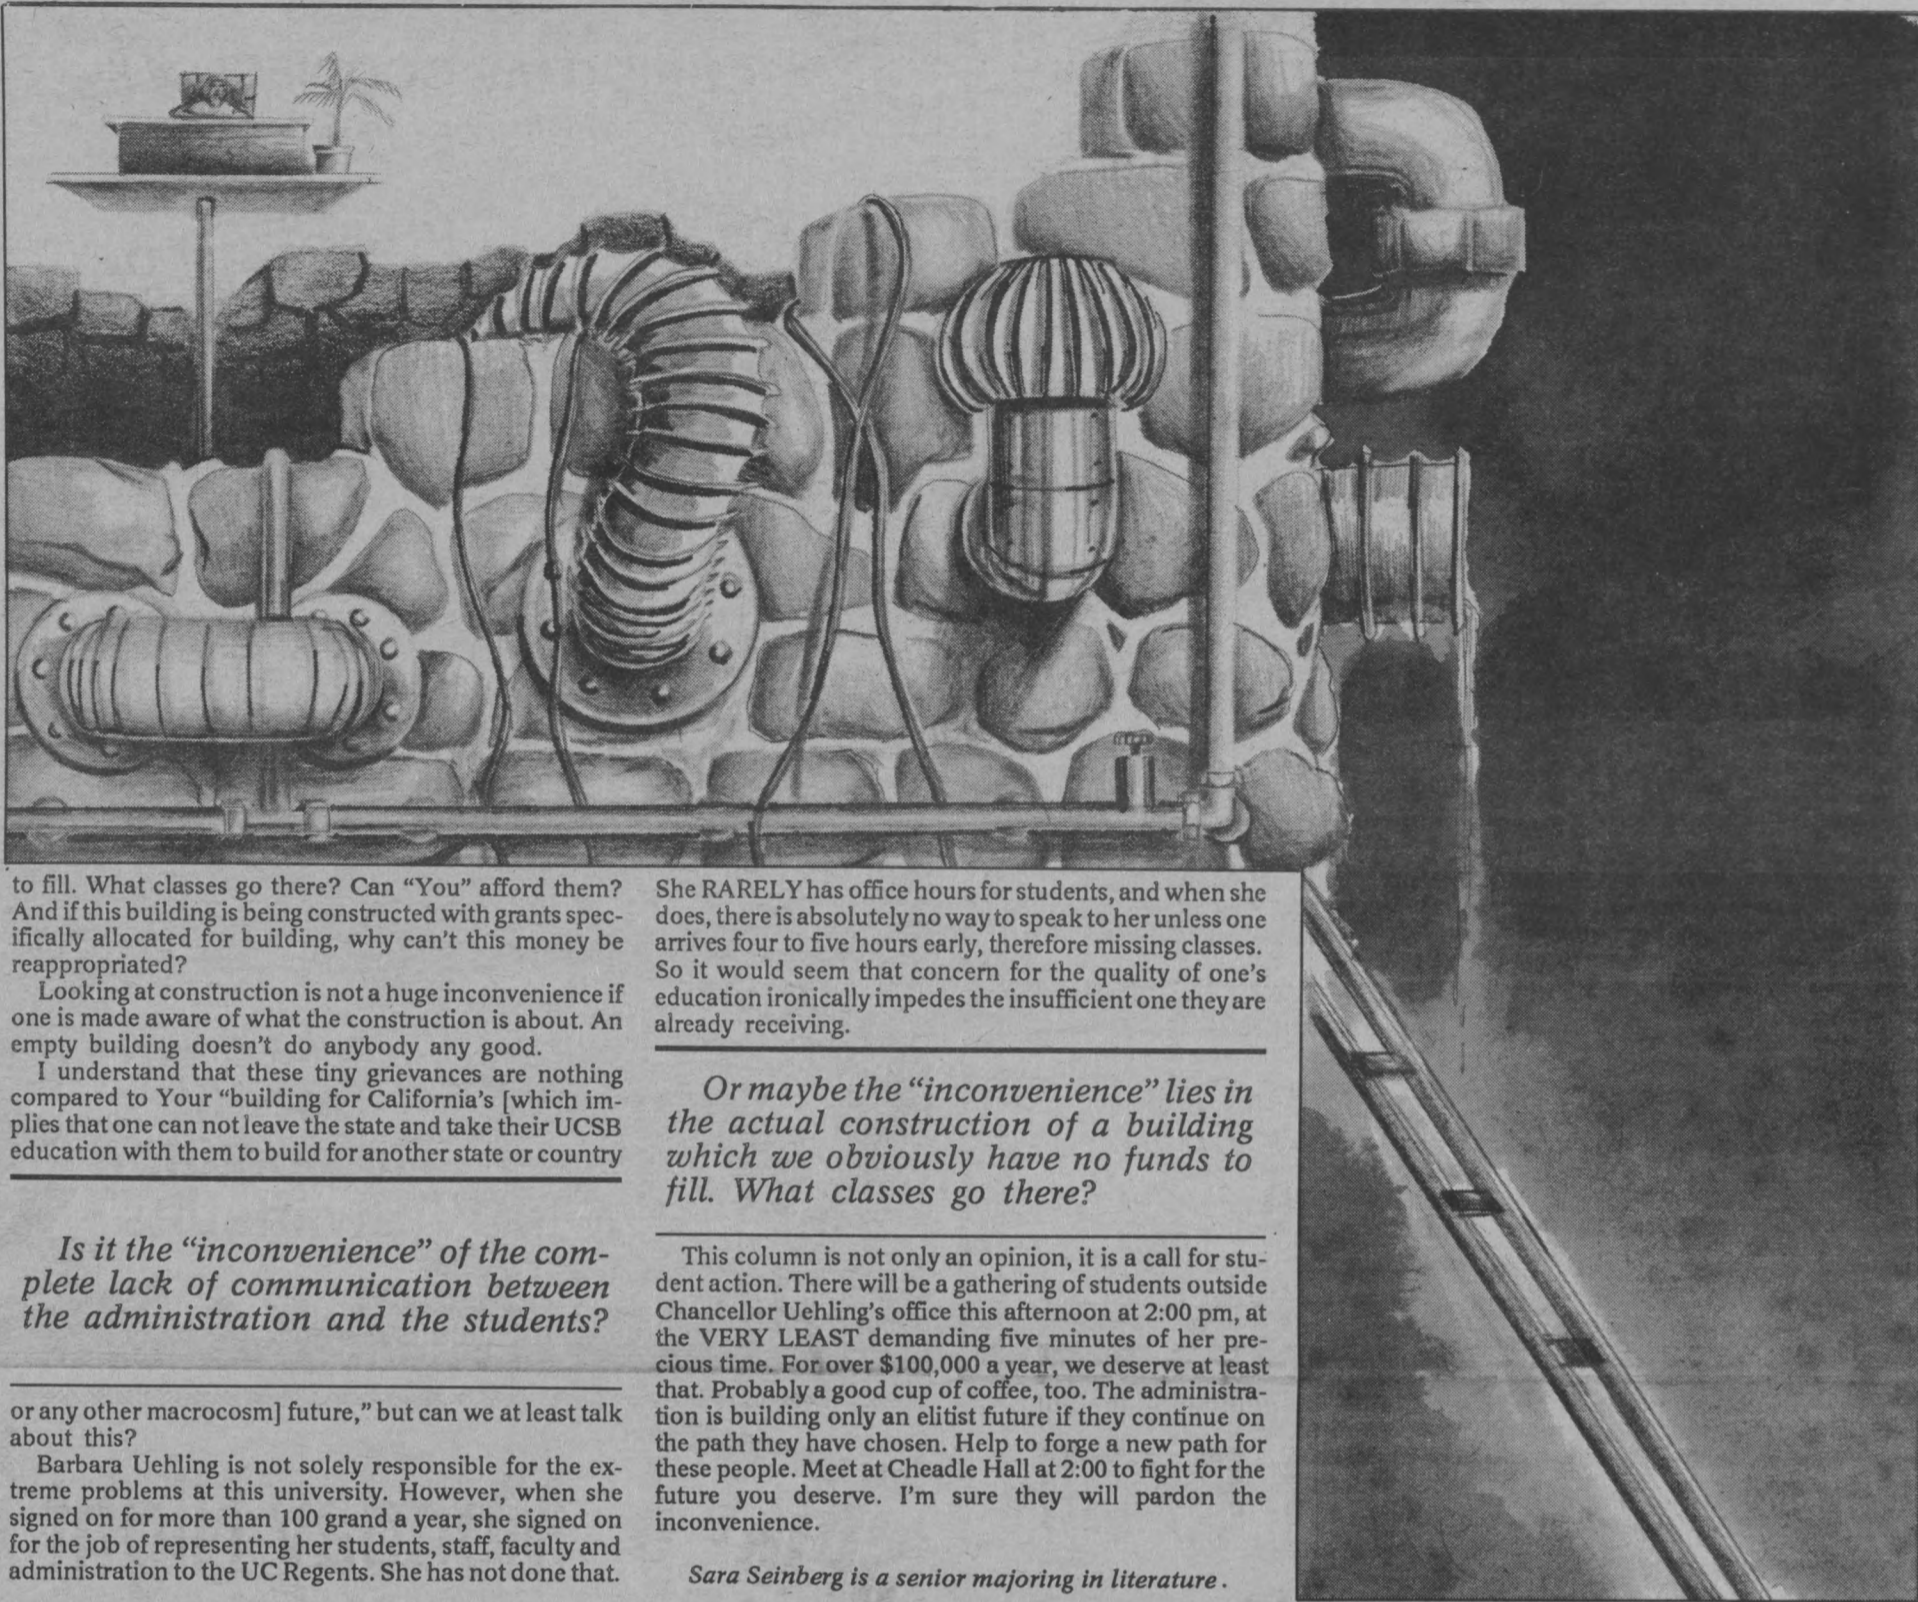 to fill. What classes go there? Can “You” afford them?
And if this building is being constructed with grants spec-
ifically allocated for building, why can't this money be
reappropriated?
Looking at construction is not a huge inconvenience if
one is made aware of what the construction is about. An
empty building doesn't do anybody any good.
I understand that these tiny grievances are nothing
compared to Your “building for California's [which im-
plies that one can not leave the state and take their UCSB
education with them to build for another state or country
Is it the “inconvenience” of the com-
plete lack of communication between
the administration and the students?
or any other macrocosm] future,” but can we at least talk
about this?
Barbara Uehling is not solely responsible for the ex-
treme problems at this university. However, when she
signed on for more than 100 grand a year, she signed on
for the job of representing her students, staff, faculty and
administration to the UC Regents. She has not done that.
She RARELY has office hours for students, and when she
does, there is absolutely no way to speak to her unless one
arrives four to five hours early, therefore missing classes.
So it would seem that concern for the quality of one's
education ironically impedes the insufficient one they are
already receiving.
Or maybe the “inconvenience” lies in
the actual construction of a building
which we obviously have no funds to
fill. What classes go there?
This column is not only an opinion, it is a call for stu-
dent action. There will be a gathering of students outside
Chancellor Uehling's office this afternoon at 2:00 pm, at
the VERY LEAST demanding five minutes of her pre-
cious time. For over $100,000 a year, we deserve at least
that. Probably a good cup of coffee, too. The administra-
tion is building only an elitist future if they continue on
the path they have chosen. Help to forge a new path for
these people. Meet at Cheadle Hall at 2:00 to fight for the
future you deserve. I'm sure they will pardon the
inconvenience.
Sara Seinberg is a senior majoring in literature.